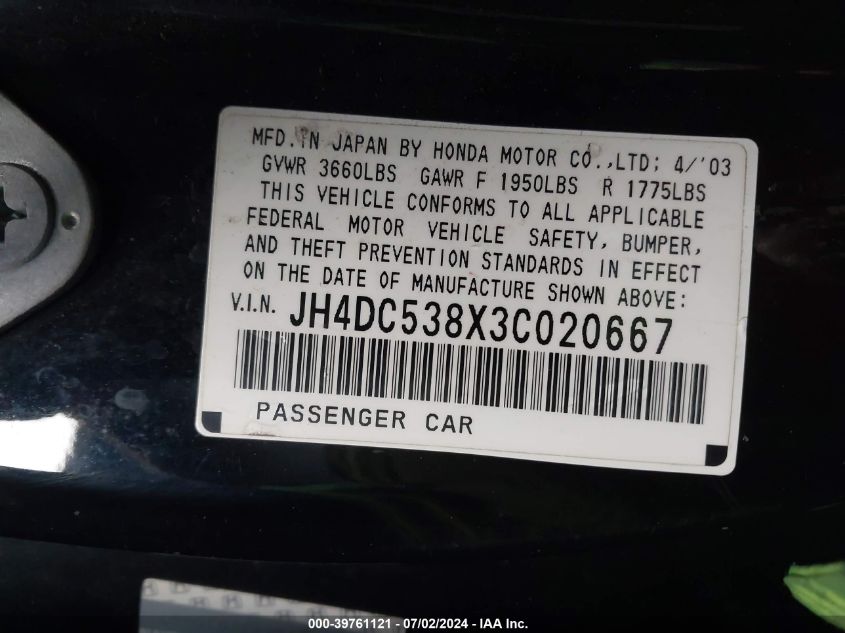 MFD.IN JAPAN BY HONDA MOTOR CO.,LTD; 4/'03
GVWR 3660LBS GAWR F 1950LBS R 1775LBS
THIS VEHICLE CONFORMS TO ALL APPLICABLE
FEDERAL MOTOR VEHICLE SAFETY, BUMPER,
AND THEFT PREVENTION STANDARDS IN EFFECT
ON THE DATE OF MANUFACTURE SHOWN ABOVE:
V.I.N. JH4DC538X3C020667
PASSENGER CAR
000-39761121 - 07/02/2024 - IAA Inc.